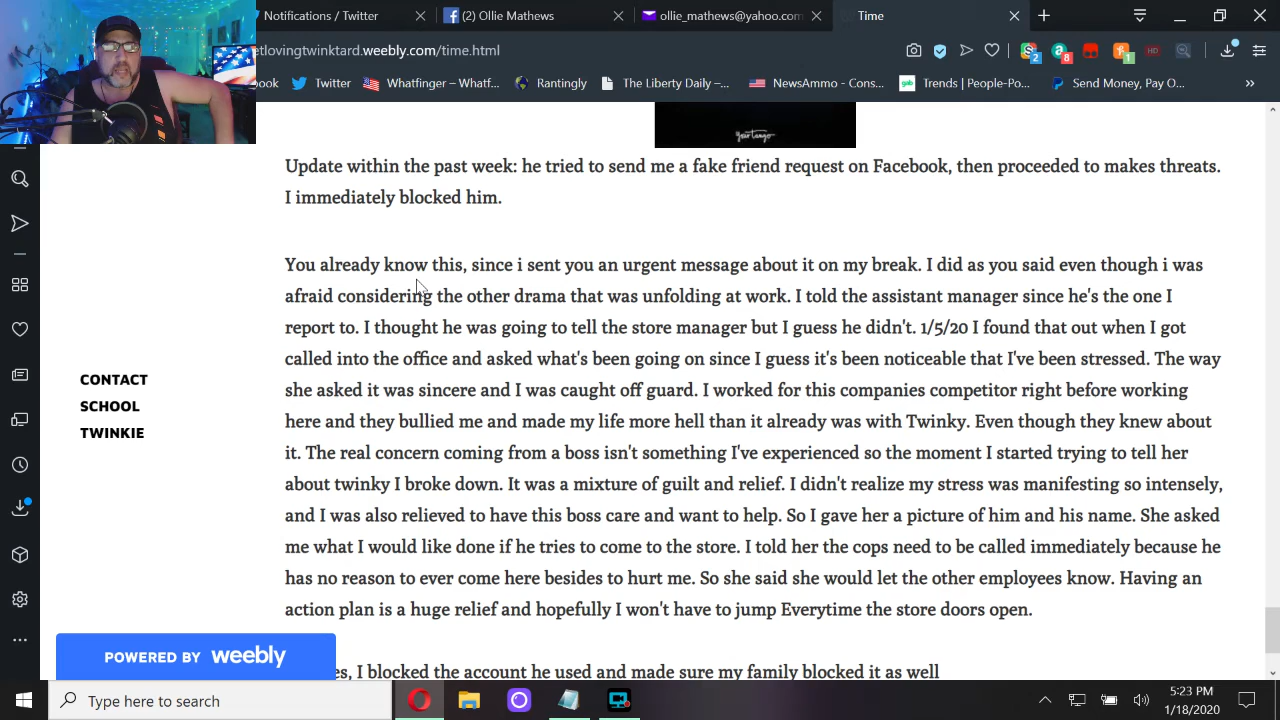 Notifications / Twitter
(2) Ollie Mathews
ollie_mathews@yahoo.com
Time
etlovingtwinktard.weebly.com/time.html
2
8
1
HD
Twitter
Whatfinger – Whatf...
Rantingly
The Liberty Daily –...
NewsAmmo - Conser...
gab
Trends | People-Po...
Send Money, Pay O...
YourTango
Update within the past week: he tried to send me a fake friend request on Facebook, then proceeded to makes threats.
I immediately blocked him.
You already know this, since i sent you an urgent message about it on my break. I did as you said even though i was
afraid considering the other drama that was unfolding at work. I told the assistant manager since he's the one I
report to. I thought he was going to tell the store manager but I guess he didn't. 1/5/20 I found that out when I got
called into the office and asked what's been going on since I guess it's been noticeable that I've been stressed. The way
she asked it was sincere and I was caught off guard. I worked for this companies competitor right before working
here and they bullied me and made my life more hell than it already was with Twinky. Even though they knew about
it. The real concern coming from a boss isn't something I've experienced so the moment I started trying to tell her
about twinky I broke down. It was a mixture of guilt and relief. I didn't realize my stress was manifesting so intensely,
and I was also relieved to have this boss care and want to help. So I gave her a picture of him and his name. She asked
me what I would like done if he tries to come to the store. I told her the cops need to be called immediately because he
has no reason to ever come here besides to hurt me. So she said she would let the other employees know. Having an
action plan is a huge relief and hopefully I won't have to jump Everytime the store doors open.
es, I blocked the account he used and made sure my family blocked it as well
CONTACT
SCHOOL
TWINKIE
POWERED BY weebly
Type here to search
5:23 PM
1/18/2020